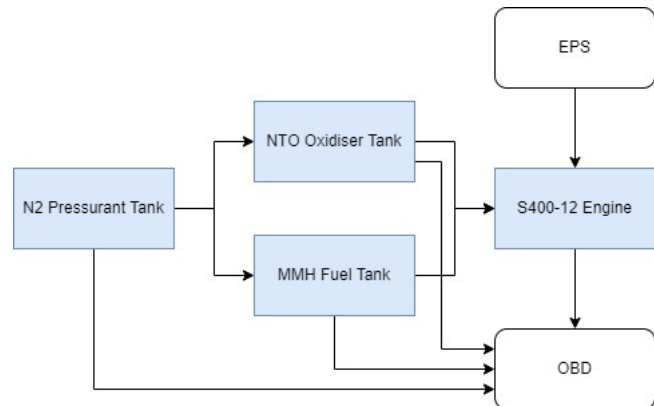 EPS
NTO Oxidiser Tank
N2 Pressurant Tank
S400-12 Engine
MMH Fuel Tank
OBD